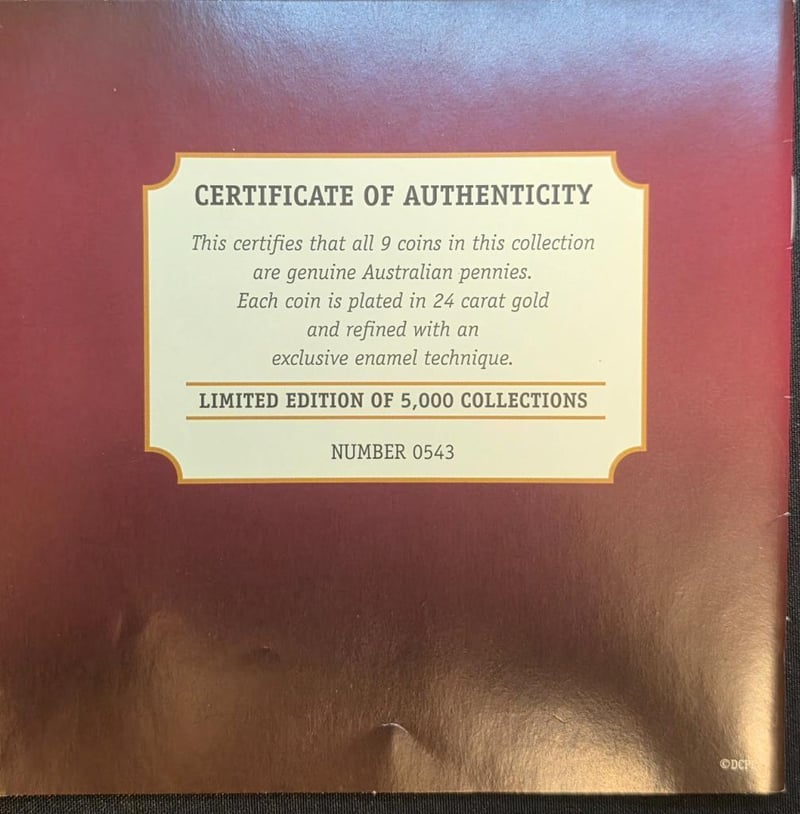 CERTIFICATE OF AUTHENTICITY
This certifies that all 9 coins in this collection
are genuine Australian pennies.
Each coin is plated in 24 carat gold
and refined with an
exclusive enamel technique.
LIMITED EDITION OF 5,000 COLLECTIONS
NUMBER 0543